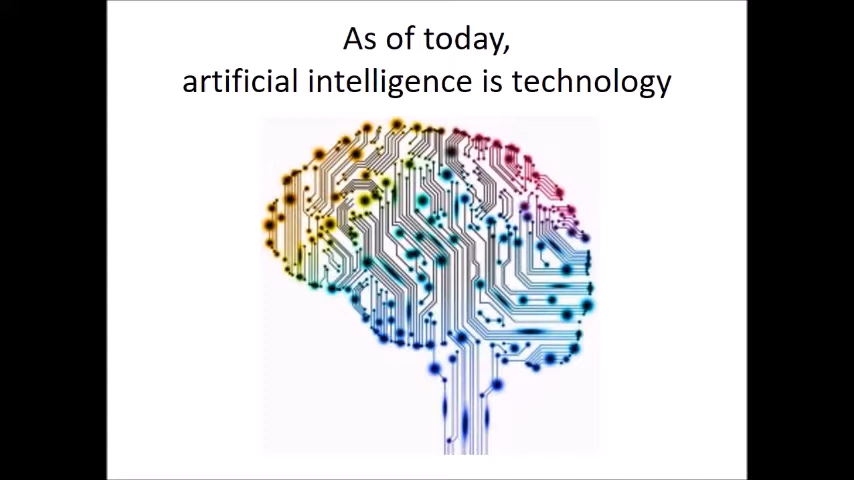 As of today,
artificial intelligence is technology